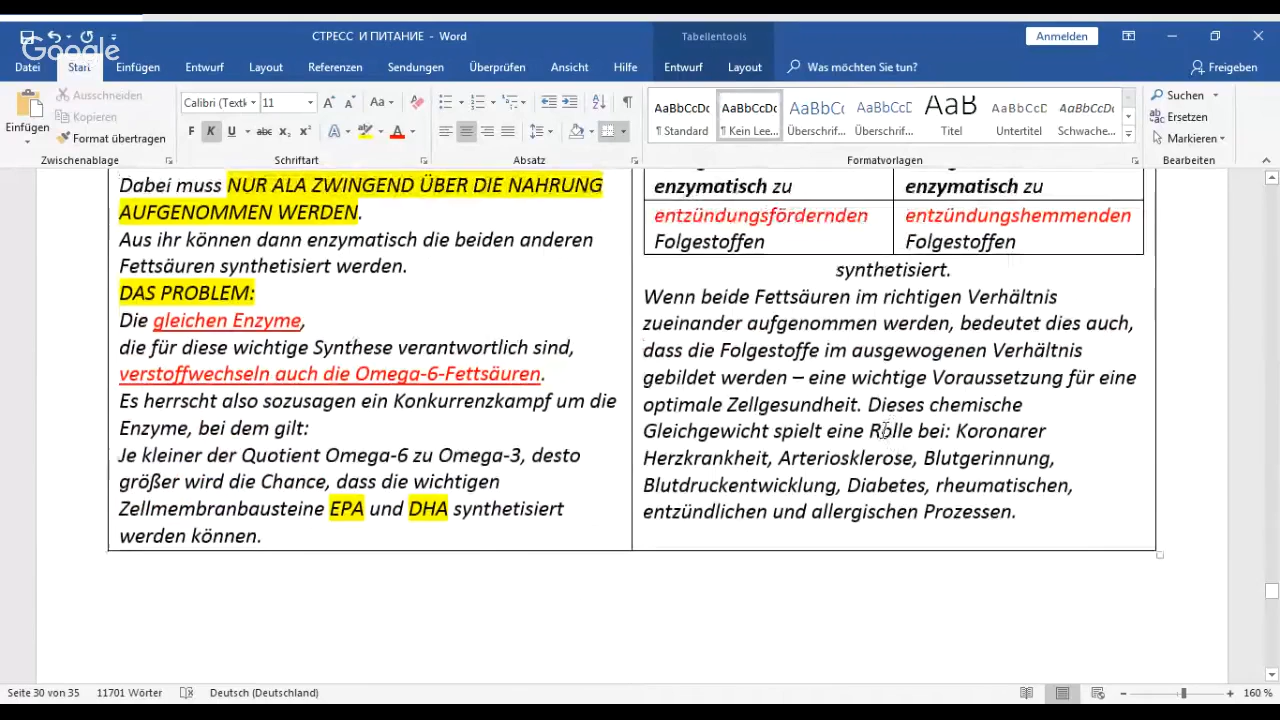 Google
СТРЕСС И ПИТАНИЕ - Word
Tabellentools
Anmelden
Datei Start Einfügen Entwurf Layout Referenzen Sendungen Überprüfen Ansicht Hilfe Entwurf Layout Was möchten Sie tun? Freigeben
Einfügen
Ausschneiden
Kopieren
Format übertragen
Zwischenablage
Calibri (Textk 11
F K U abc x₂ x²
Schriftart
Absatz
AaBbCcDc AaBbCcDc AaBbCc AaBbCcC AaB AaBbCcC AaBbCcDc
¶ Standard ¶ Kein Lee... Überschrif... Überschrif... Titel Untertitel Schwache...
Formatvorlagen
Suchen
Ersetzen
Markieren
Bearbeiten
Dabei muss NUR ALA ZWINGEND ÜBER DIE NAHRUNG
AUFGENOMMEN WERDEN.
Aus ihr können dann enzymatisch die beiden anderen
Fettsäuren synthetisiert werden.
DAS PROBLEM:
Die gleichen Enzyme,
die für diese wichtige Synthese verantwortlich sind,
verstoffwechseln auch die Omega-6-Fettsäuren.
Es herrscht also sozusagen ein Konkurrenzkampf um die
Enzyme, bei dem gilt:
Je kleiner der Quotient Omega-6 zu Omega-3, desto
größer wird die Chance, dass die wichtigen
Zellmembranbausteine EPA und DHA synthetisiert
werden können.
enzymatisch zu
entzündungsfördernden
Folgestoffen
enzymatisch zu
entzündungshemmenden
Folgestoffen
synthetisiert.
Wenn beide Fettsäuren im richtigen Verhältnis
zueinander aufgenommen werden, bedeutet dies auch,
dass die Folgestoffe im ausgewogenen Verhältnis
gebildet werden – eine wichtige Voraussetzung für eine
optimale Zellgesundheit. Dieses chemische
Gleichgewicht spielt eine Rolle bei: Koronarer
Herzkrankheit, Arteriosklerose, Blutgerinnung,
Blutdruckentwicklung, Diabetes, rheumatischen,
entzündlichen und allergischen Prozessen.
Seite 30 von 35 11701 Wörter Deutsch (Deutschland) 160 %